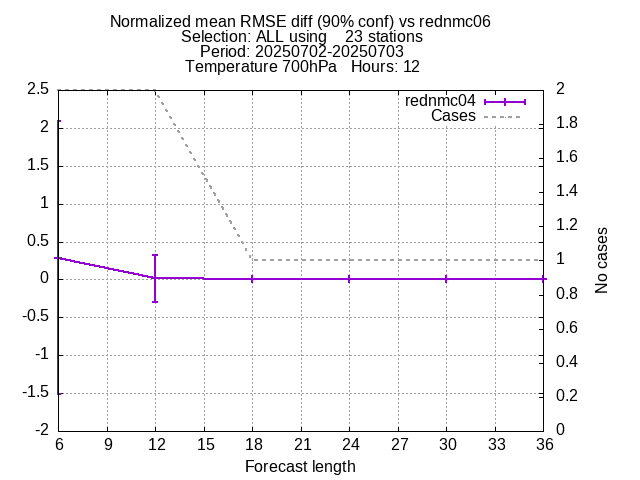 Normalized mean RMSE diff (90% conf) vs rednmc06
Selection: ALL using    23 stations
Period: 20250702-20250703
Temperature 700hPa   Hours: 12
rednmc04
Cases
2.5
2
1.5
1
0.5
0
-0.5
-1
-1.5
-2
2
1.8
1.6
1.4
1.2
1
0.8
0.6
0.4
0.2
0
No cases
6 9 12 15 18 21 24 27 30 33 36
Forecast length